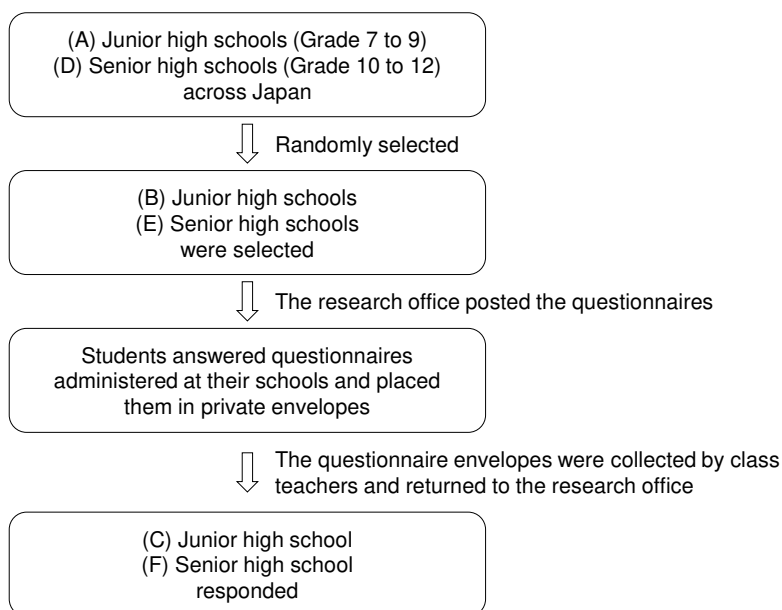 (A) Junior high schools (Grade 7 to 9)
(D) Senior high schools (Grade 10 to 12)
across Japan
Randomly selected
(B) Junior high schools
(E) Senior high schools
were selected
The research office posted the questionnaires
Students answered questionnaires
administered at their schools and placed
them in private envelopes
The questionnaire envelopes were collected by class
teachers and returned to the research office
(C) Junior high school
(F) Senior high school
responded